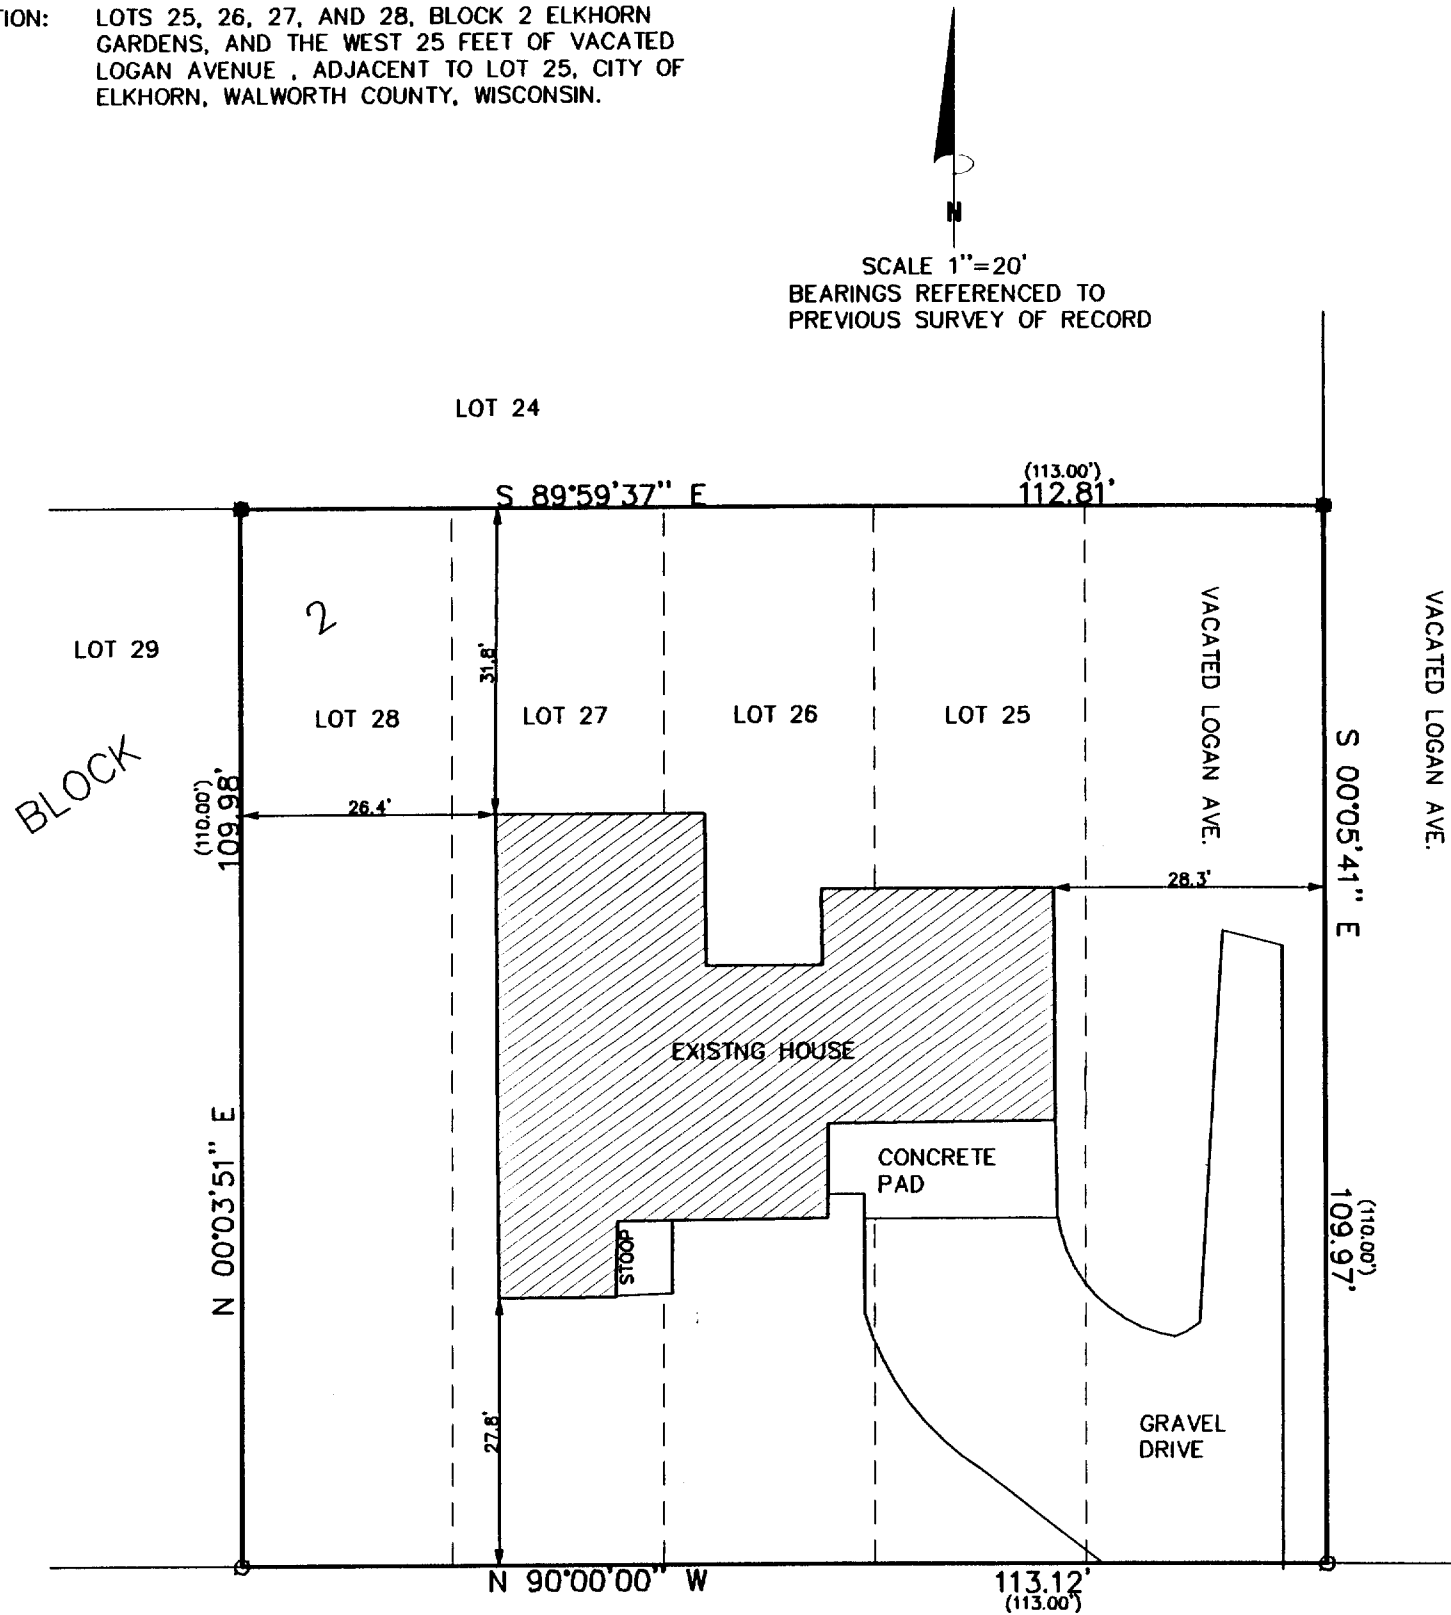 TION: LOTS 25, 26, 27, AND 28, BLOCK 2 ELKHORN
GARDENS, AND THE WEST 25 FEET OF VACATED
LOGAN AVENUE , ADJACENT TO LOT 25, CITY OF
ELKHORN, WALWORTH COUNTY, WISCONSIN.
N
SCALE 1"=20'
BEARINGS REFERENCED TO
PREVIOUS SURVEY OF RECORD
LOT 24
S 89°59'37" E
(113.00')
112.81'
LOT 29
BLOCK
2
LOT 28
LOT 27
LOT 26
LOT 25
31.8'
26.4'
28.3'
(110.00')
109.98'
N 00°03'51" E
VACATED LOGAN AVE.
VACATED LOGAN AVE.
S 00°05'41" E
(110.00')
109.97'
EXISTNG HOUSE
CONCRETE
PAD
STOOP
27.8'
GRAVEL
DRIVE
N 90°00'00" W
113.12'
(113.00')